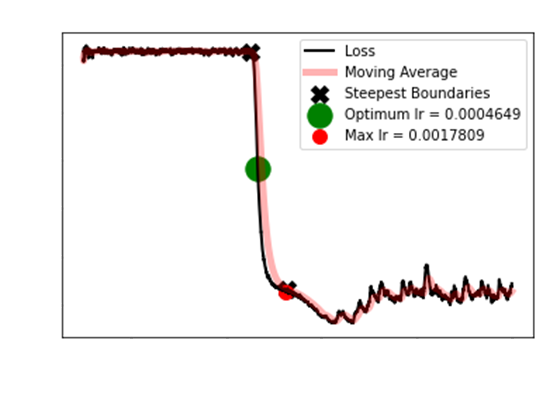 Loss
Moving Average
Steepest Boundaries
Optimum lr = 0.0004649
Max lr = 0.0017809